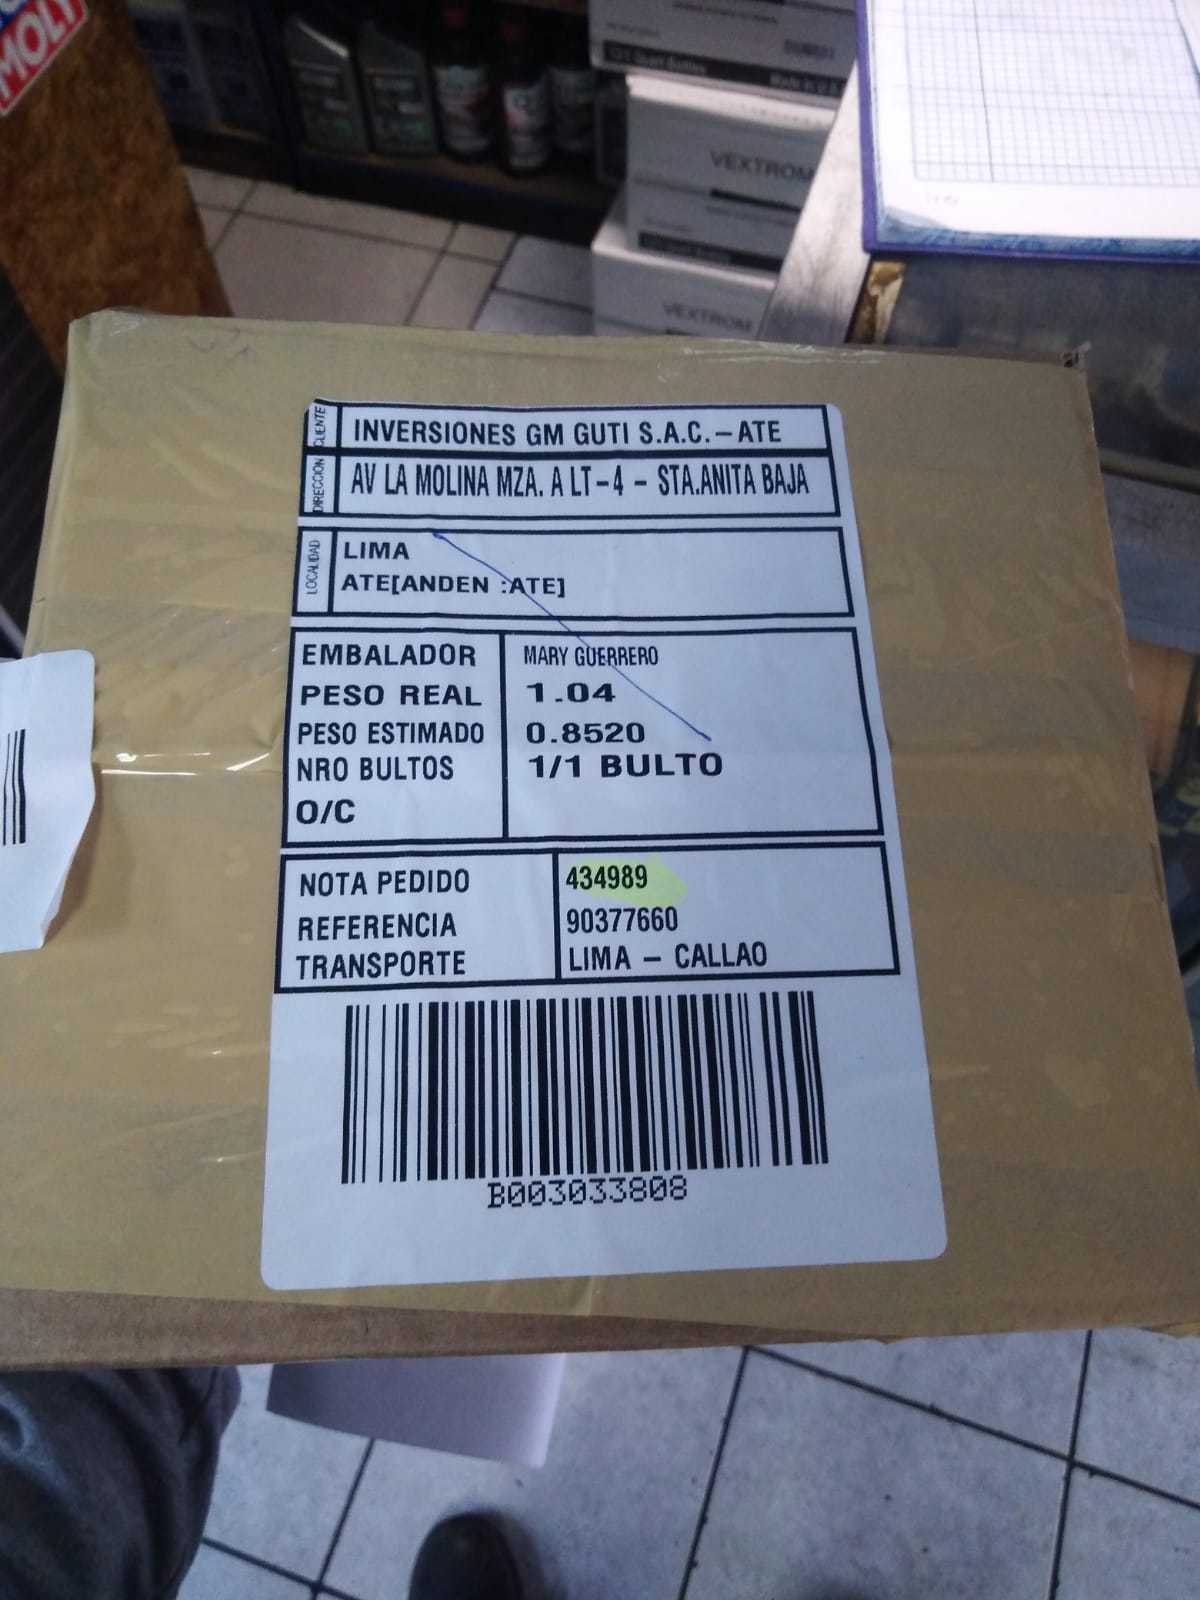 MOLY
VEXTROM
VEXTROM
CLIENTE INVERSIONES GM GUTI S.A.C.-ATE
DIRECCION AV LA MOLINA MZA. A LT-4 - STA.ANITA BAJA
LOCALIDAD LIMA
ATE[ANDEN :ATE]
EMBALADOR MARY GUERRERO
PESO REAL 1.04
PESO ESTIMADO 0.8520
NRO BULTOS 1/1 BULTO
O/C
NOTA PEDIDO 434989
REFERENCIA 90377660
TRANSPORTE LIMA - CALLAO
B003033808